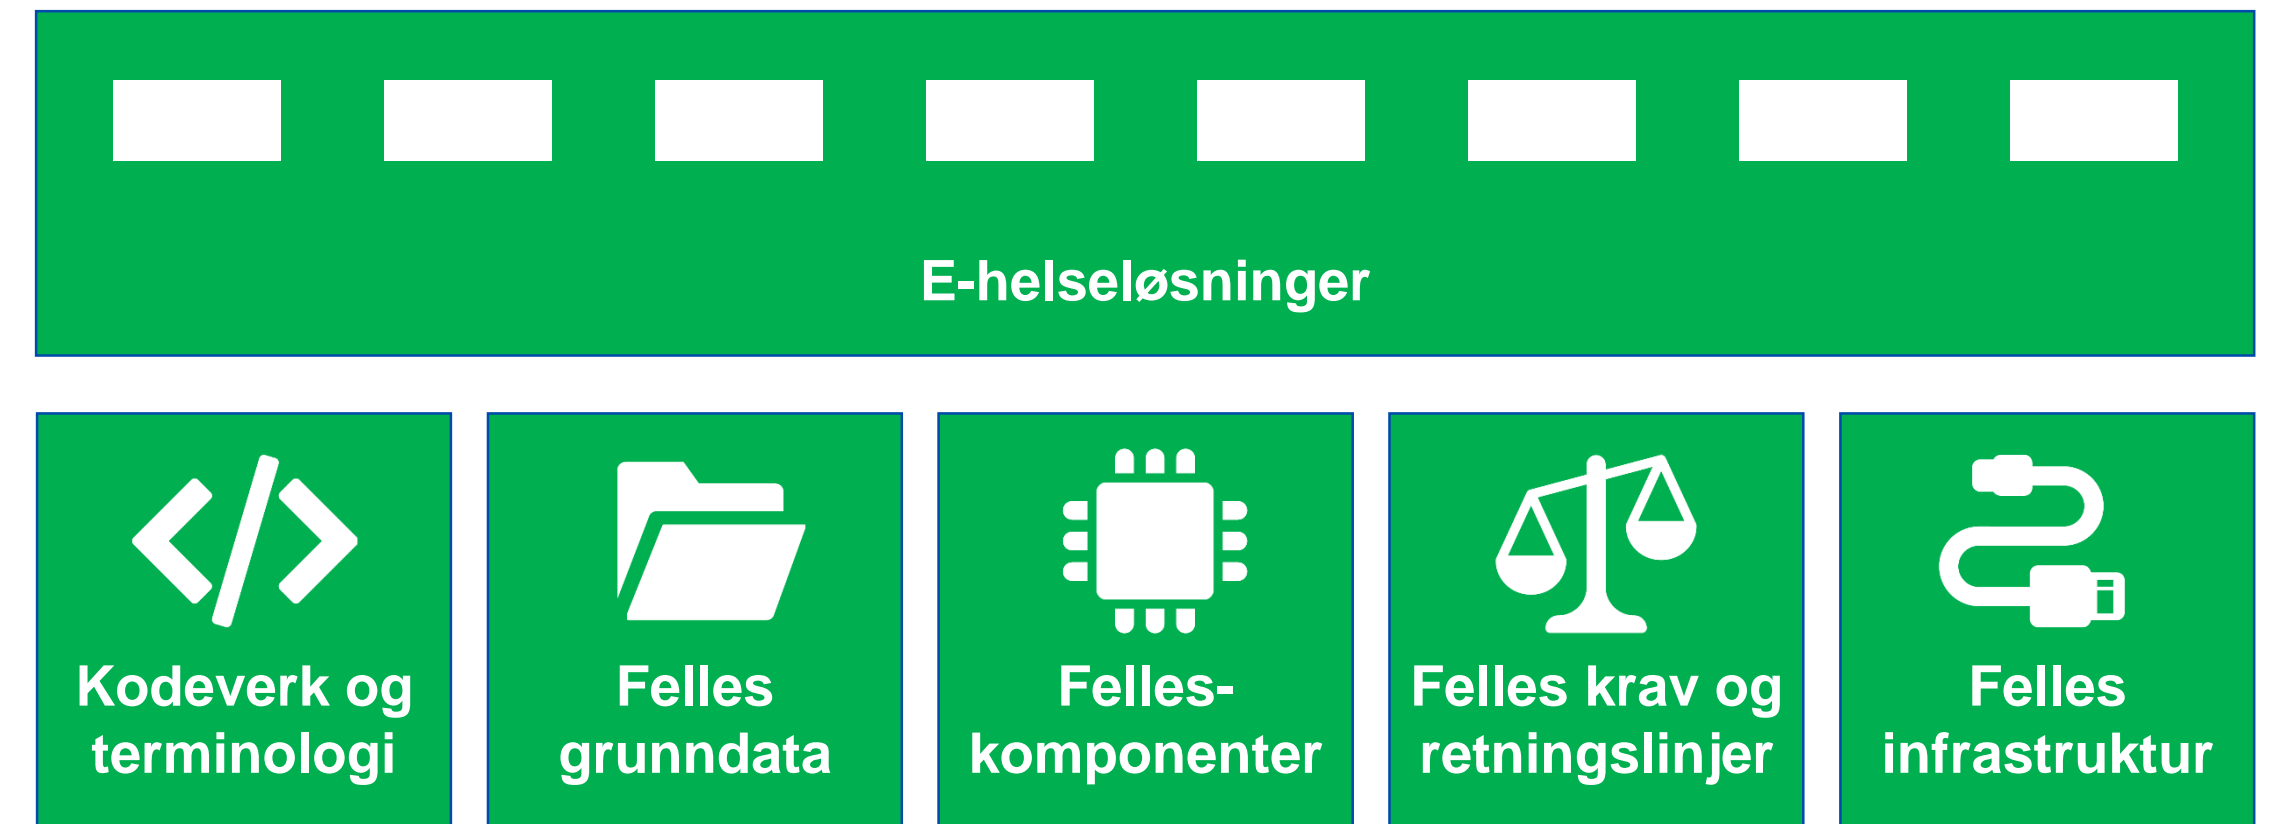 E-helseløsninger
Kodeverk og
terminologi
Felles
grunndata
Felles-
komponenter
Felles krav og
retningslinjer
Felles
infrastruktur